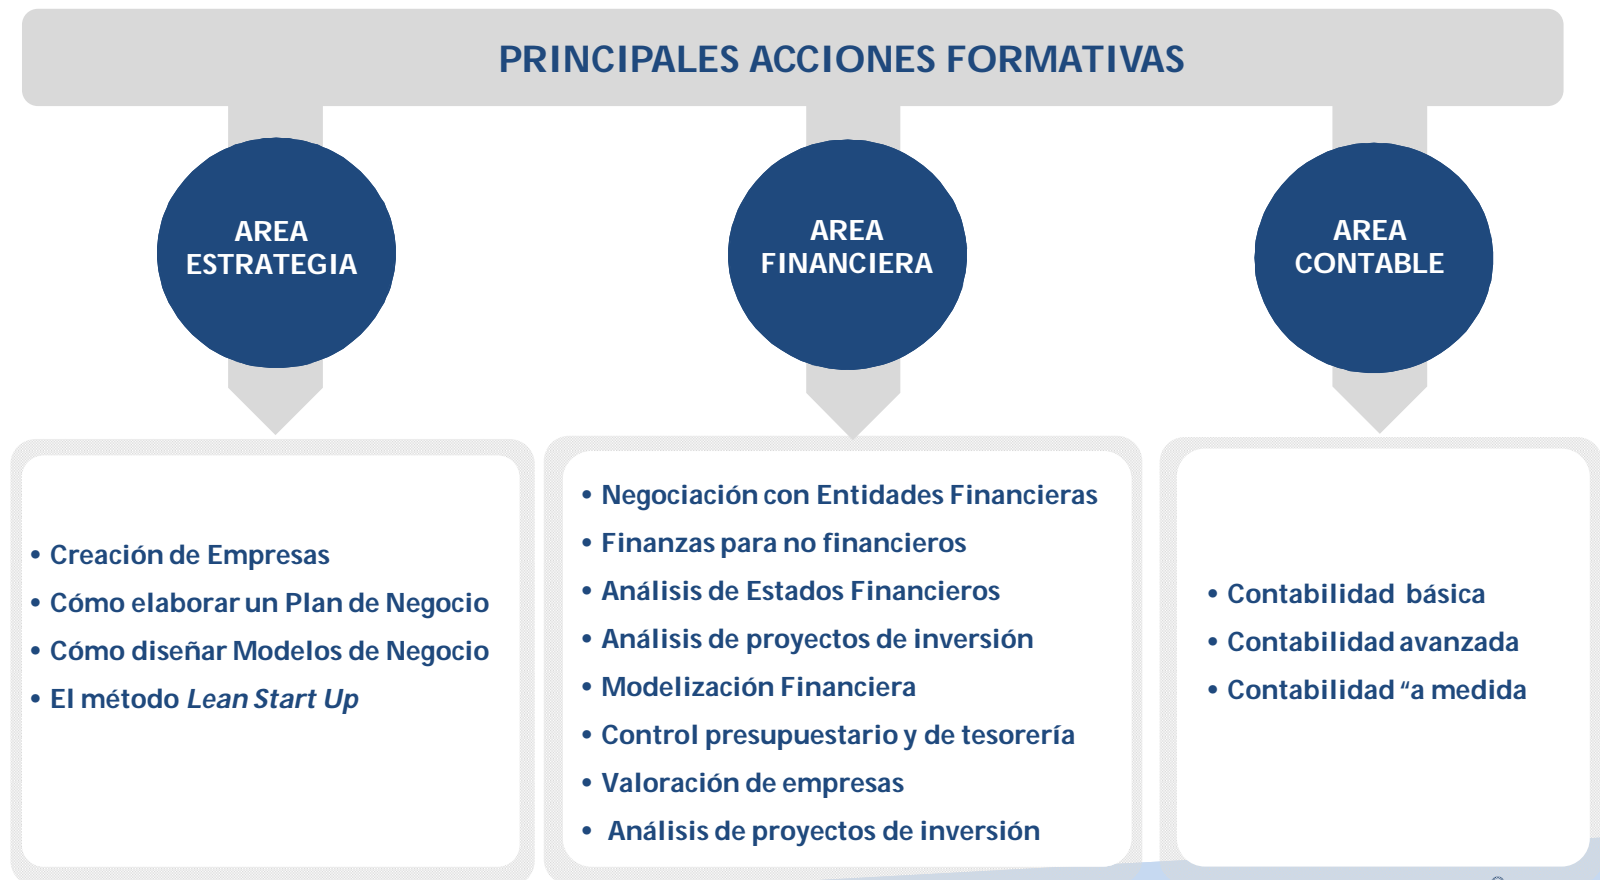 PRINCIPALES ACCIONES FORMATIVAS
AREA
ESTRATEGIA
• Creación de Empresas
• Cómo elaborar un Plan de Negocio
• Cómo diseñar Modelos de Negocio
• El método Lean Start Up
AREA
FINANCIERA
• Negociación con Entidades Financieras
• Finanzas para no financieros
• Análisis de Estados Financieros
• Análisis de proyectos de inversión
• Modelización Financiera
• Control presupuestario y de tesorería
• Valoración de empresas
• Análisis de proyectos de inversión
AREA
CONTABLE
• Contabilidad básica
• Contabilidad avanzada
• Contabilidad “a medida